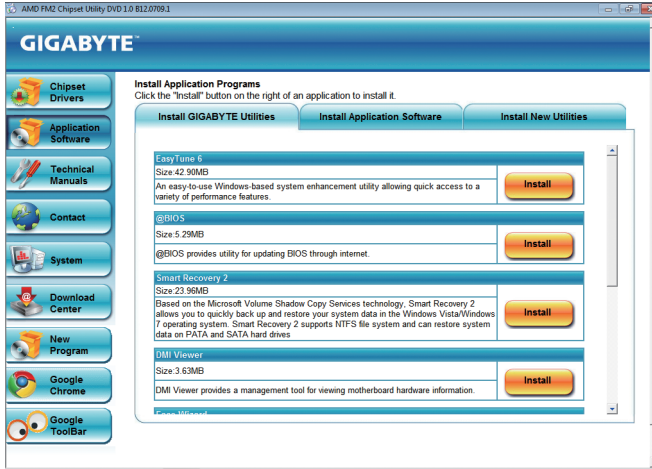 AMD FM2 Chipset Utility DVD 1.0 B12.0709.1
GIGABYTE™
Chipset
Drivers
Application
Software
Technical
Manuals
Contact
System
Download
Center
New
Program
Google
Chrome
Google
ToolBar
Install Application Programs
Click the "Install" button on the right of an application to install it.
Install GIGABYTE Utilities
Install Application Software
Install New Utilities
EasyTune 6
Size:42.90MB
An easy-to-use Windows-based system enhancement utility allowing quick access to a
variety of performance features.
Install
@BIOS
Size:5.29MB
@BIOS provides utility for updating BIOS through internet.
Install
Smart Recovery 2
Size:23.96MB
Based on the Microsoft Volume Shadow Copy Services technology, Smart Recovery 2
allows you to quickly back up and restore your system data in the Windows Vista/Windows
7 operating system. Smart Recovery 2 supports NTFS file system and can restore system
data on PATA and SATA hard drives
Install
DMI Viewer
Size:3.63MB
DMI Viewer provides a management tool for viewing motherboard hardware information.
Install